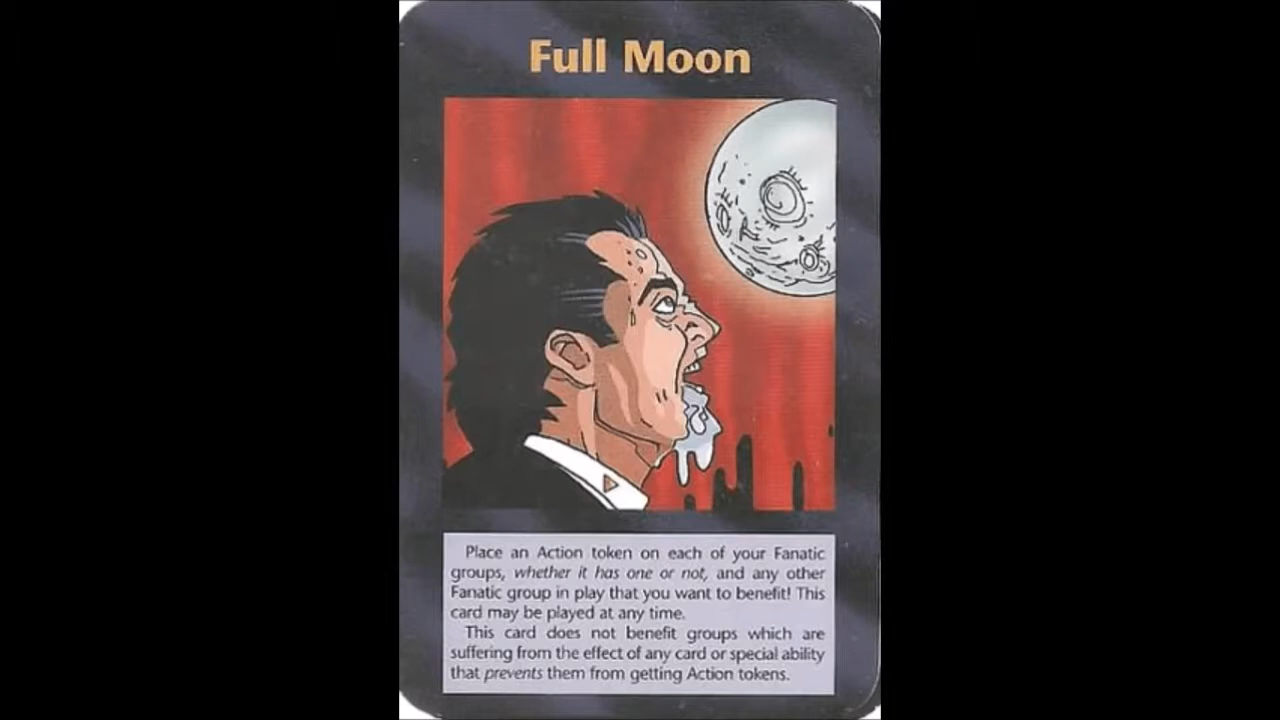 Full Moon
Place an Action token on each of your Fanatic
groups, whether it has one or not, and any other
Fanatic group in play that you want to benefit! This
card may be played at any time.
This card does not benefit groups which are
suffering from the effect of any card or special ability
that prevents them from getting Action tokens.